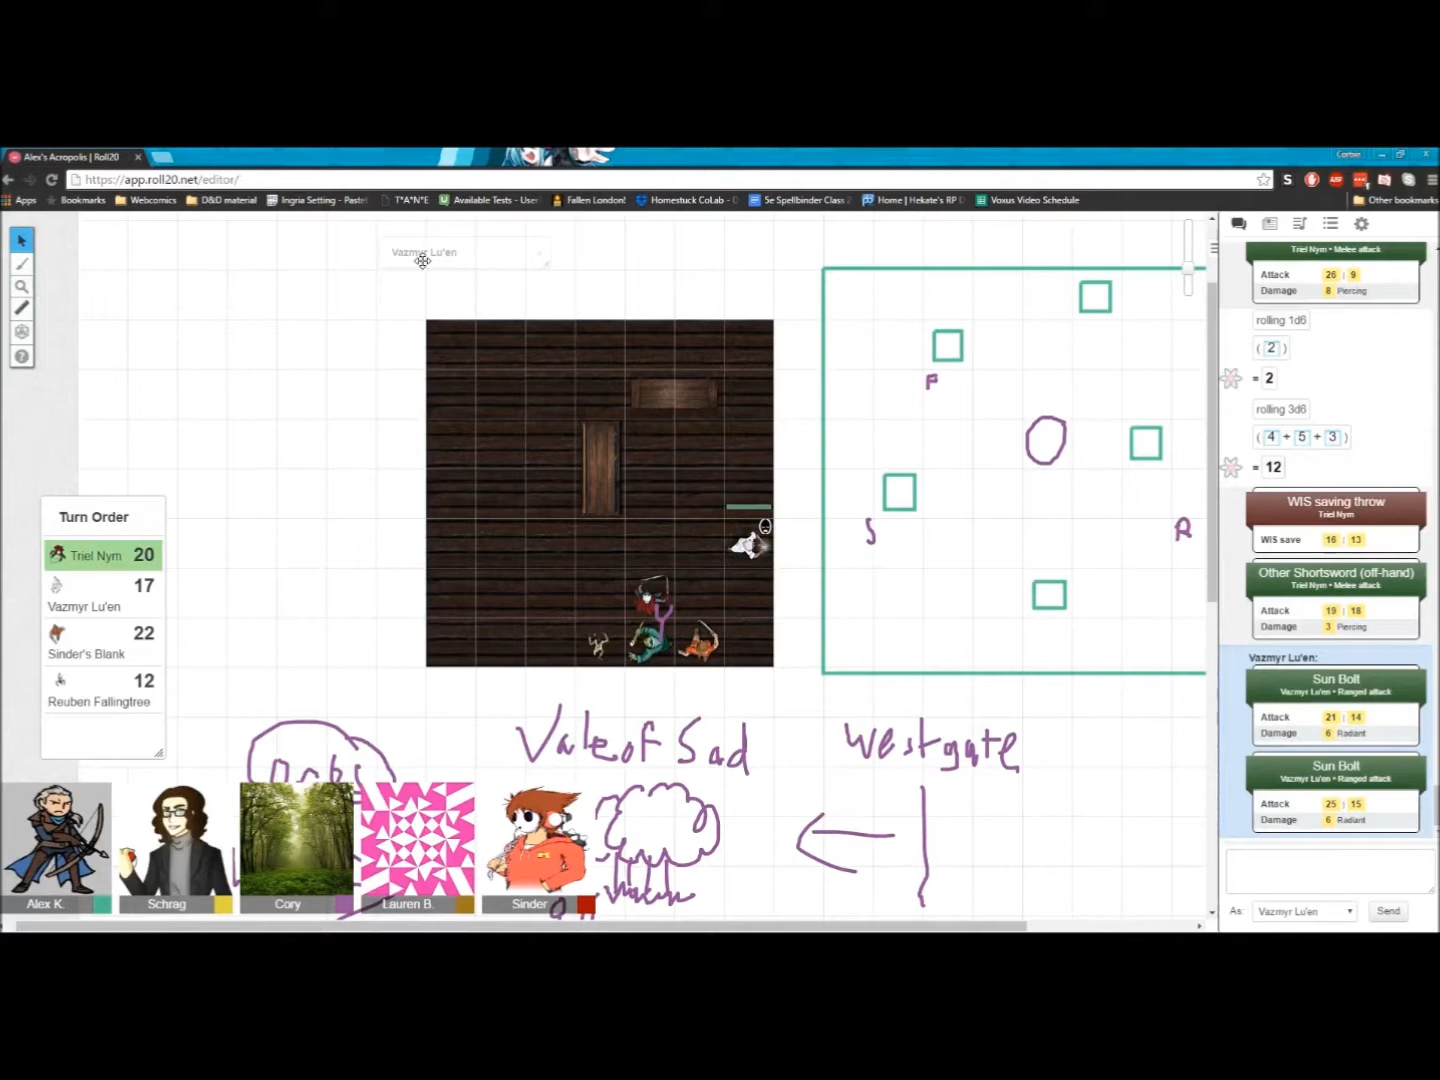 Alex's Acropolis | Roll20
Corbin
https://app.roll20.net/editor/
Apps
Bookmarks
Webcomics
D&D material
Ingria Setting - Paste
T*A*N*E
Available Tests - User
Fallen London!
Homestuck CoLab - D
5e Spellbinder Class
Home | Hekate's RP D
Voxus Video Schedule
Other bookmarks
Vazmyr Lu'en
F
S
R
Turn Order
Triel Nym 20
17
Vazmyr Lu'en
22
Sinder's Blank
12
Reuben Fallingtree
Vale of Sad
Westgate
Alex K.
Schrag
Cory
Lauren B.
Sinder
Triel Nym • Melee attack
Attack 26 | 9
Damage 8 Piercing
rolling 1d6
( 2 )
= 2
rolling 3d6
( 4 + 5 + 3 )
= 12
WIS saving throw
Triel Nym
WIS save 16 | 13
Other Shortsword (off-hand)
Triel Nym • Melee attack
Attack 19 | 18
Damage 3 Piercing
Vazmyr Lu'en:
Sun Bolt
Vazmyr Lu'en • Ranged attack
Attack 21 | 14
Damage 6 Radiant
Sun Bolt
Vazmyr Lu'en • Ranged attack
Attack 25 | 15
Damage 6 Radiant
As: Vazmyr Lu'en
Send